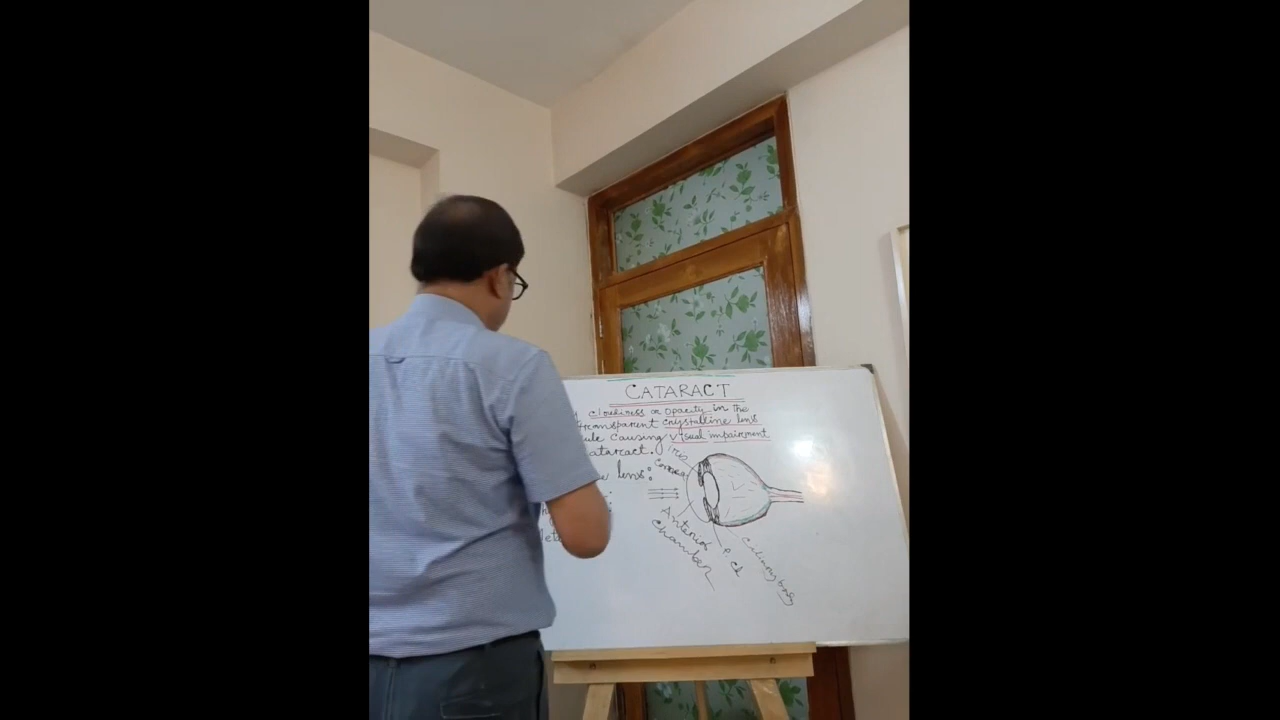 CATARACT
cloudiness or opacity in the
transparent crystalline lens
causing visual impairement
cataract.
lens:
Iris
Cornea
Anterior
chamber
P. Ch
Ciliary body